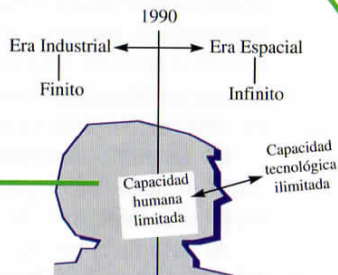 1990
Era Industrial
Era Espacial
Finito
Infinito
Capacidad
humana
limitada
Capacidad
tecnológica
ilimitada